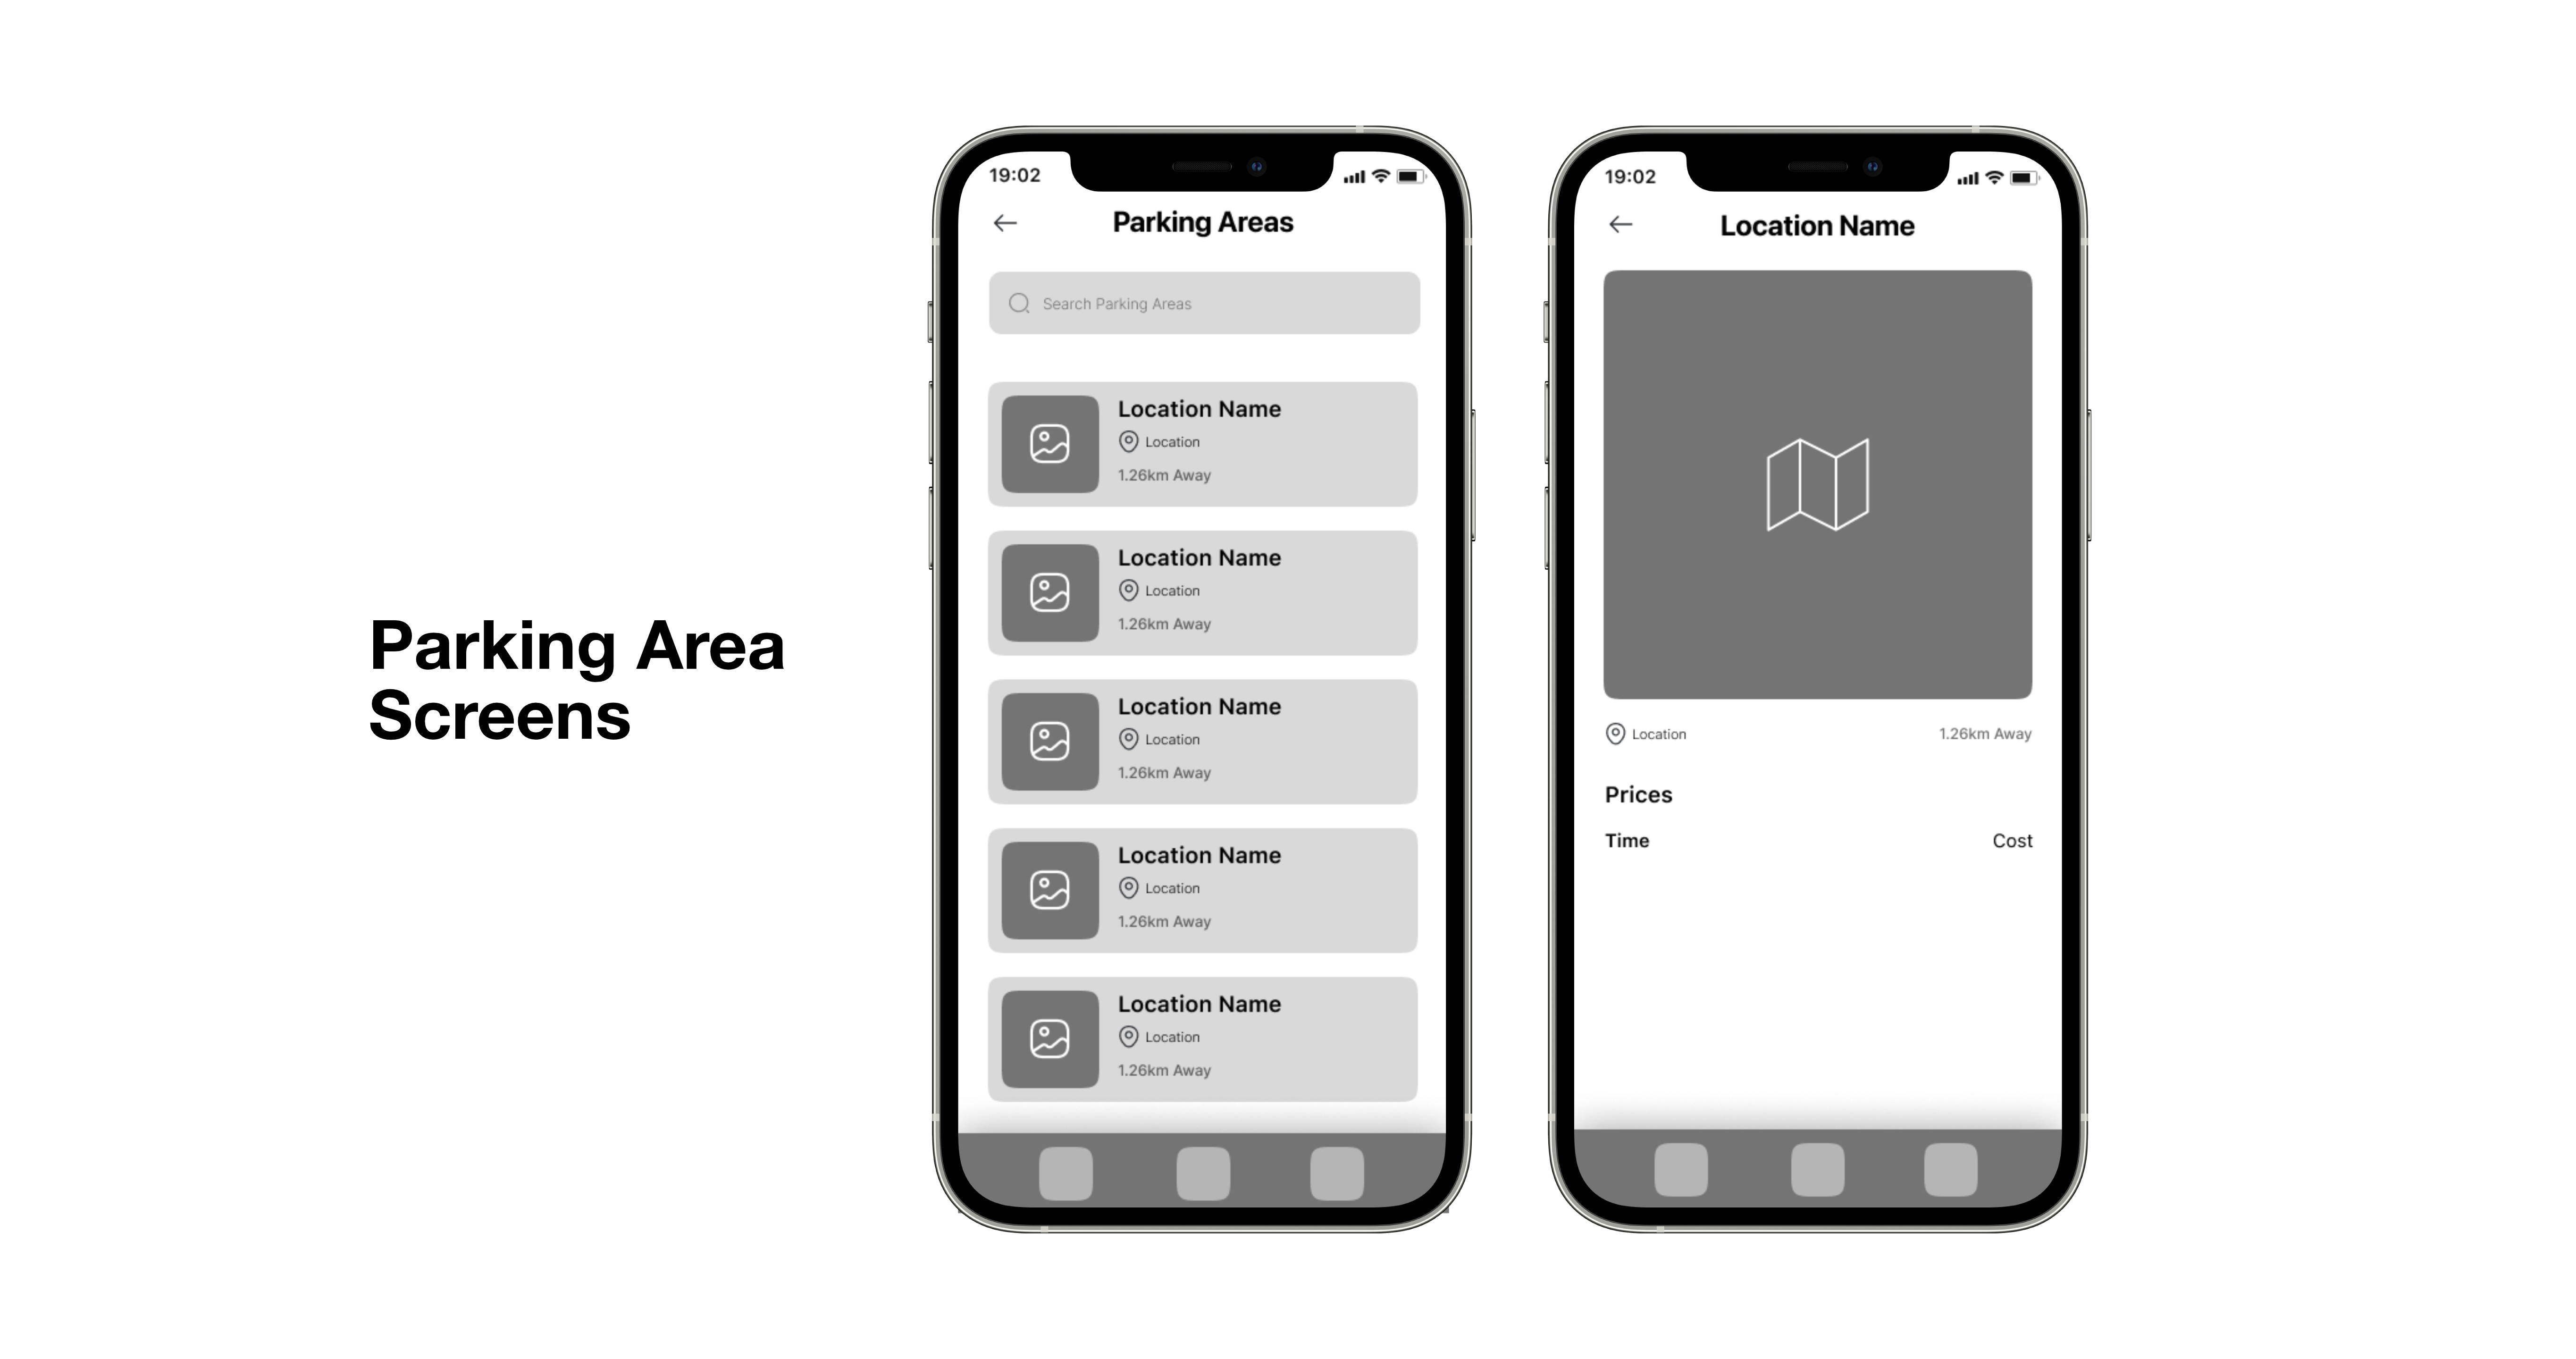 Parking Area
Screens
19:02
Parking Areas
Search Parking Areas
Location Name
Location
1.26km Away
Location Name
Location
1.26km Away
Location Name
Location
1.26km Away
Location Name
Location
1.26km Away
Location Name
Location
1.26km Away
19:02
Location Name
Location 1.26km Away
Prices
Time Cost